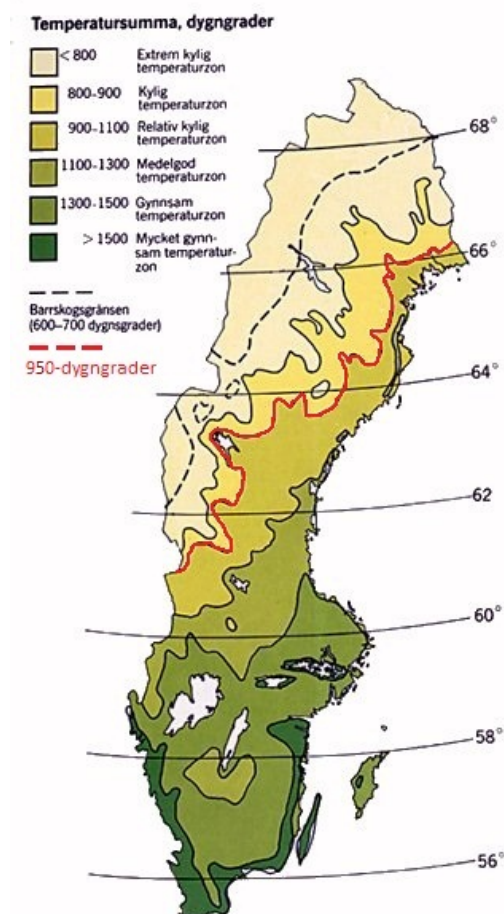 Temperatursumma, dygngrader
< 800 Extrem kylig
temperaturzon
800-900 Kylig
temperaturzon
900-1100 Relativ kylig
temperaturzon
1100-1300 Medelgod
temperaturzon
1300-1500 Gynnsam
temperaturzon
> 1500 Mycket gynn-
sam temperatur-
zon
Barrskogsgränsen
(600–700 dygnsgrader)
950-dygngrader
68°
66°
64°
62°
60°
58°
56°